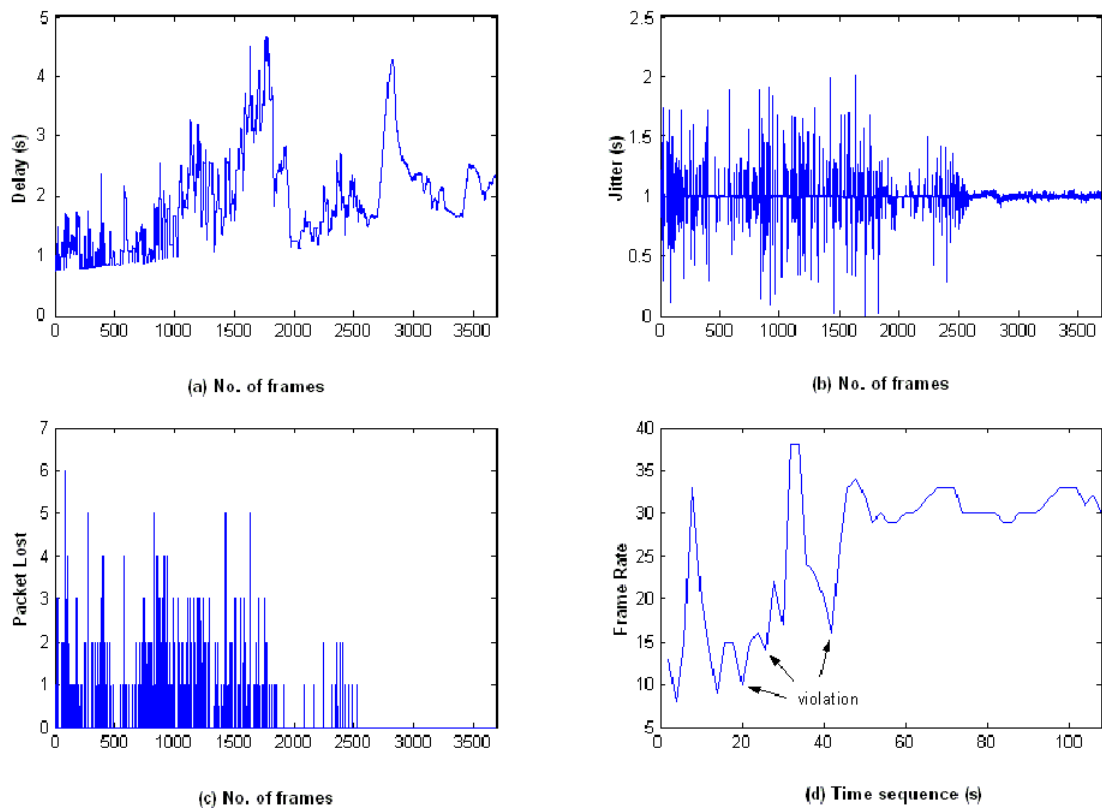 5
4
3
2
1
0
Delay (s)
0 500 1000 1500 2000 2500 3000 3500
(a) No. of frames
2.5
2
1.5
1
0.5
0
Jitter (s)
0 500 1000 1500 2000 2500 3000 3500
(b) No. of frames
7
6
5
4
3
2
1
0
Packet Lost
0 500 1000 1500 2000 2500 3000 3500
(c) No. of frames
40
35
30
25
20
15
10
5
Frame Rate
violation
0 20 40 60 80 100
(d) Time sequence (s)